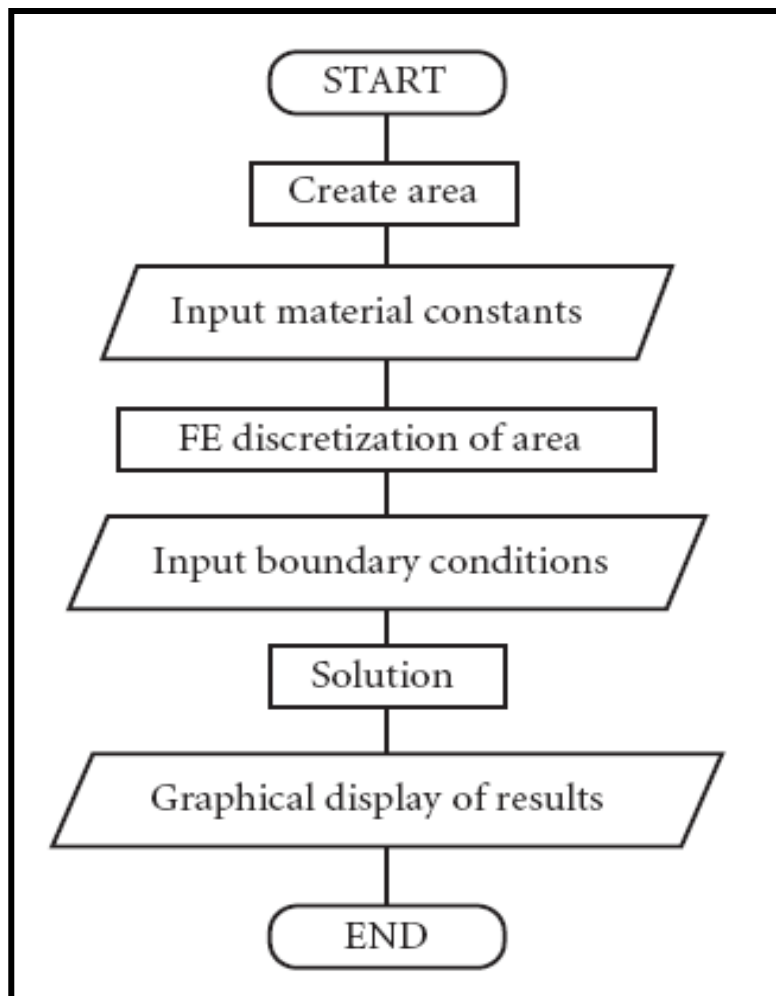 START
Create area
Input material constants
FE discretization of area
Input boundary conditions
Solution
Graphical display of results
END